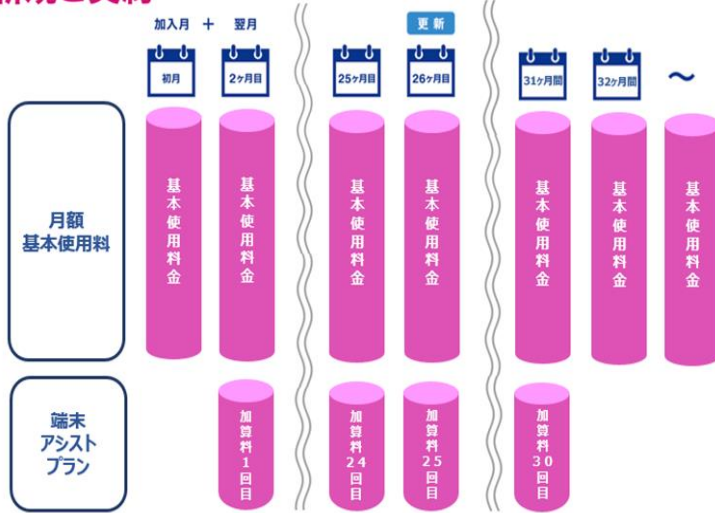 加入月 + 翌月
更新
初月
2ヶ月目
25ヶ月目
26ヶ月目
31ヶ月間
32ヶ月間
~
月額
基本使用料
基本使用料金
基本使用料金
基本使用料金
基本使用料金
基本使用料金
基本使用料金
基本使用料金
端末
アシスト
プラン
加算料1回目
加算料24回目
加算料25回目
加算料30回目